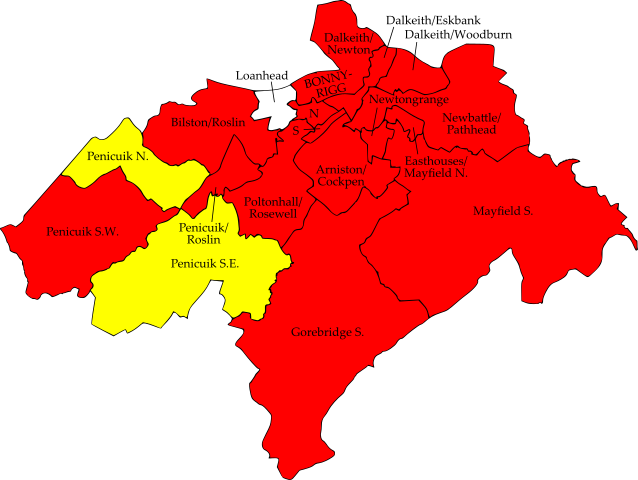 Dalkeith/Eskbank
Dalkeith/Woodburn
Dalkeith/
Newton
Loanhead
BONNY-
RIGG
Newtongrange
N
S
Bilston/Roslin
Newbattle/
Pathhead
Penicuik N.
Easthouses/
Mayfield N.
Arniston/
Cockpen
Poltonhall/
Rosewell
Mayfield S.
Penicuik S.W.
Penicuik/
Roslin
Penicuik S.E.
Gorebridge S.